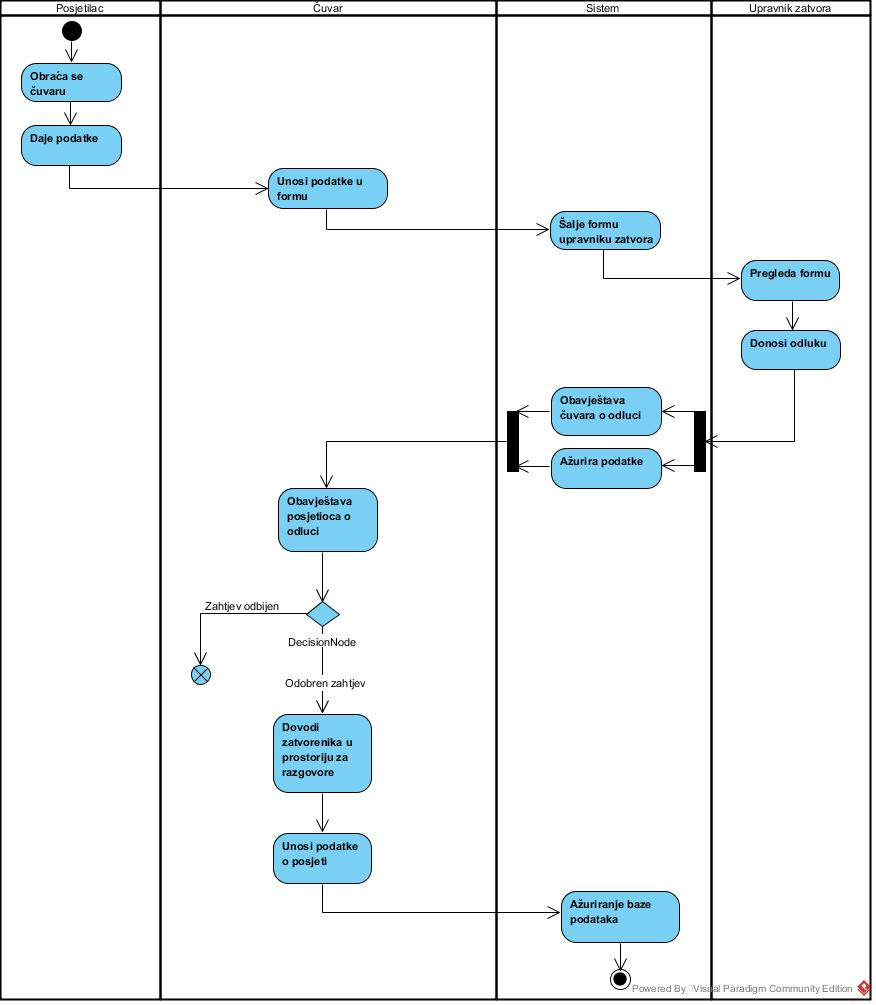 Posjetilac
Čuvar
Sistem
Upravnik zatvora
Obraća se
čuvaru
Daje podatke
Unosi podatke u
formu
Šalje formu
upravniku zatvora
Pregleda formu
Donosi odluku
Obavještava
čuvara o odluci
Ažurira podatke
Obavještava
posjetioca o
odluci
Zahtjev odbijen
DecisionNode
Odobren zahtjev
Dovodi
zatvorenika u
prostoriju za
razgovore
Unosi podatke
o posjeti
Ažuriranje baze
podataka
Powered By Visual Paradigm Community Edition